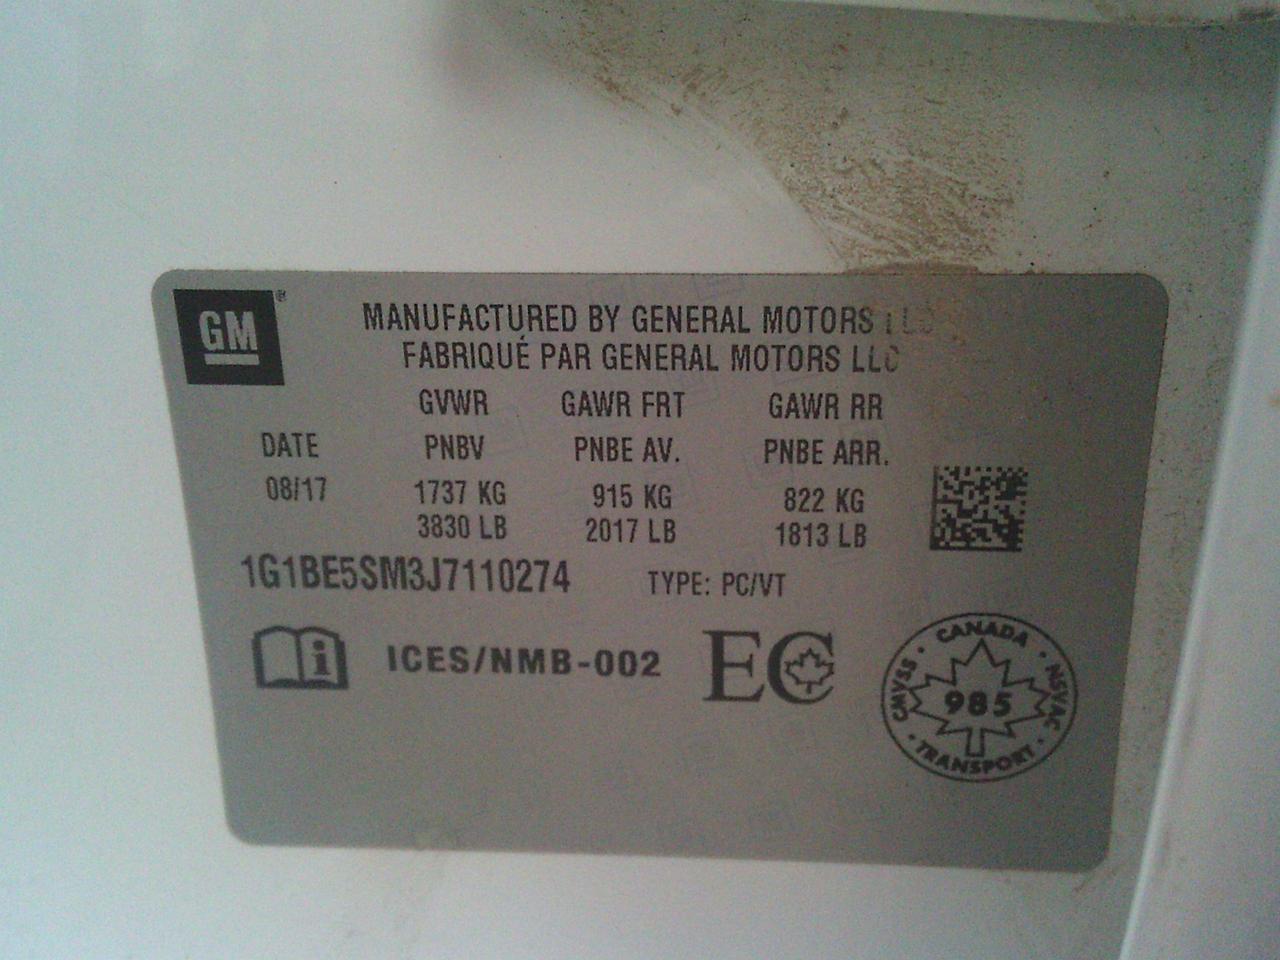 GM ®
MANUFACTURED BY GENERAL MOTORS LLC
FABRIQUÉ PAR GENERAL MOTORS LLC
GVWR GAWR FRT GAWR RR
DATE PNBV PNBE AV. PNBE ARR.
08/17 1737 KG 915 KG 822 KG
3830 LB 2017 LB 1813 LB
1G1BE5SM3J7110274 TYPE: PC/VT
i ICES/NMB-002 EC
CANADA
CMVSS · NSVAC
985
TRANSPORT